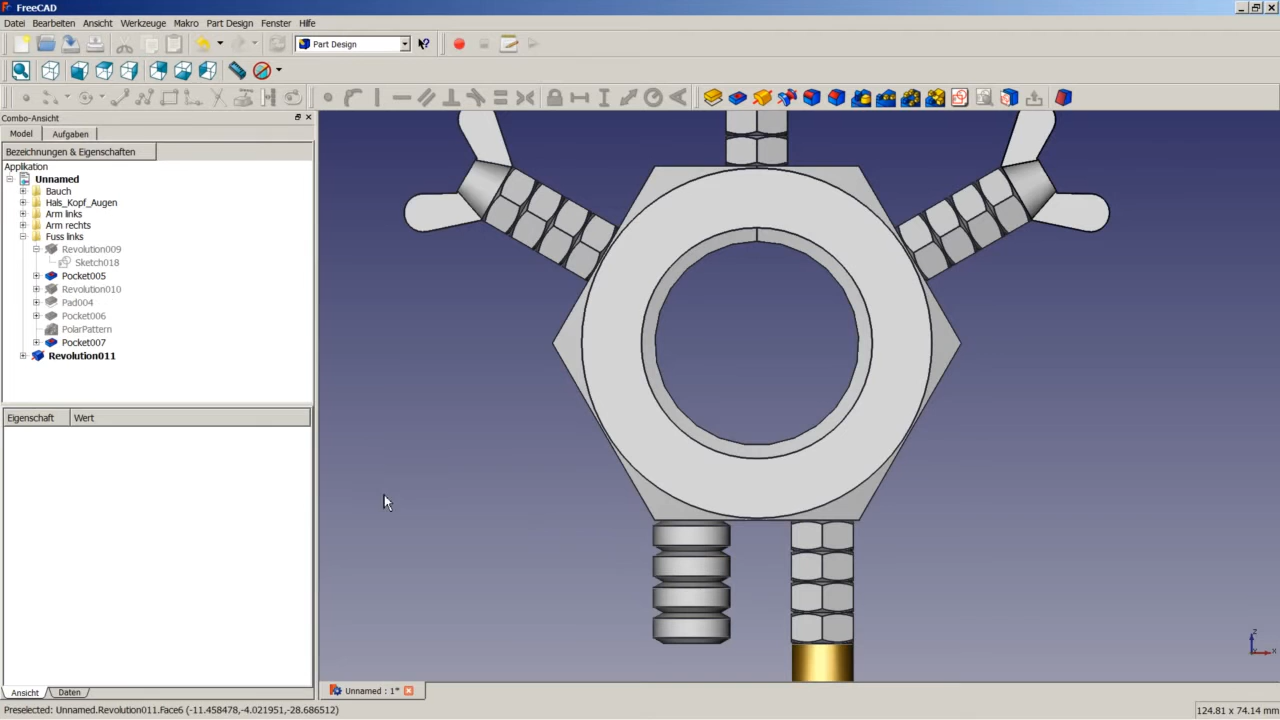 FreeCAD
Datei Bearbeiten Ansicht Werkzeuge Makro Part Design Fenster Hilfe
Part Design
Combo-Ansicht
Model Aufgaben
Bezeichnungen & Eigenschaften
Applikation
Unnamed
Bauch
Hals_Kopf_Augen
Arm links
Arm rechts
Fuss links
Revolution009
Sketch018
Pocket005
Revolution010
Pad004
Pocket006
PolarPattern
Pocket007
Revolution011
Eigenschaft Wert
Z
X
Ansicht Daten
Unnamed : 1*
Preselected: Unnamed.Revolution011.Face6 (-11.458478,-4.021951,-28.686512)
124.81 x 74.14 mm